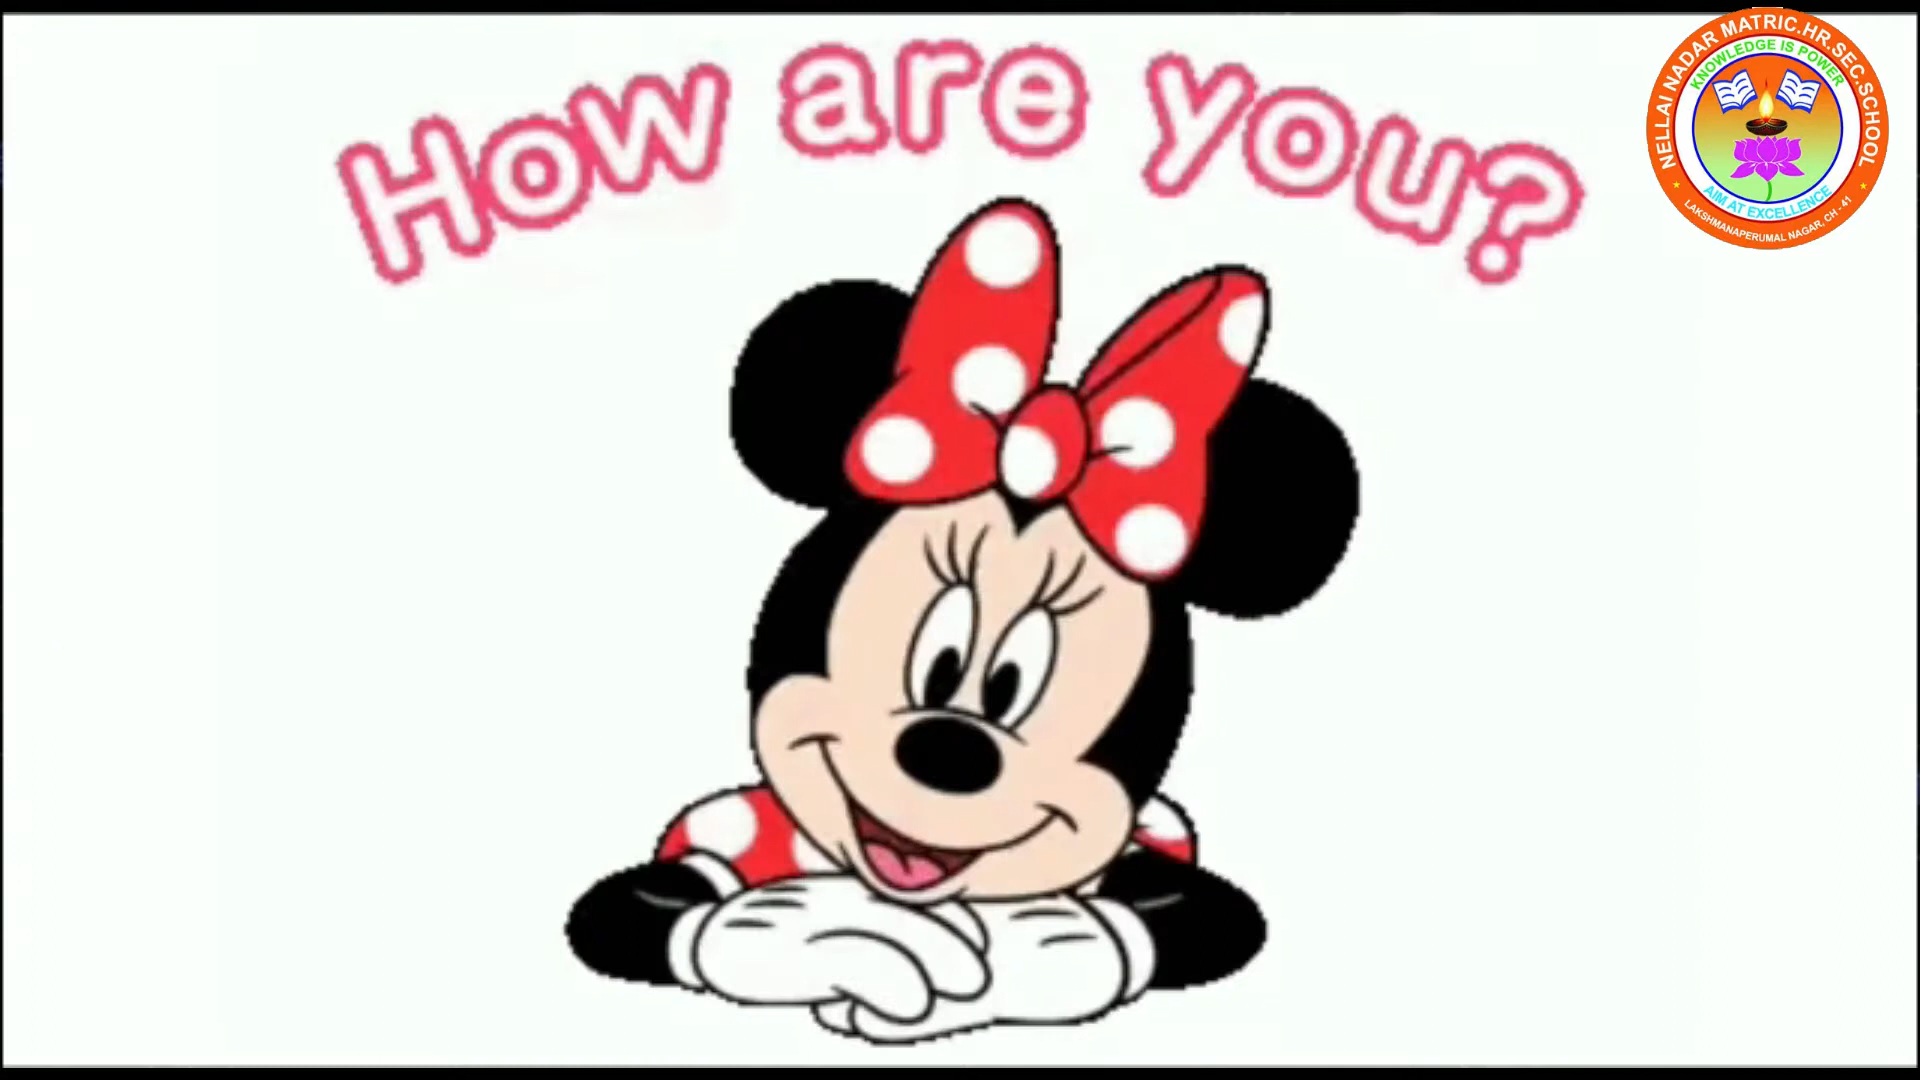 How are you?
NELLAI NADAR MATRIC.HR.SEC.SCHOOL
KNOWLEDGE IS POWER
AIM AT EXCELLENCE
LAKSHMANAPERUMAL NAGAR, CH - 41